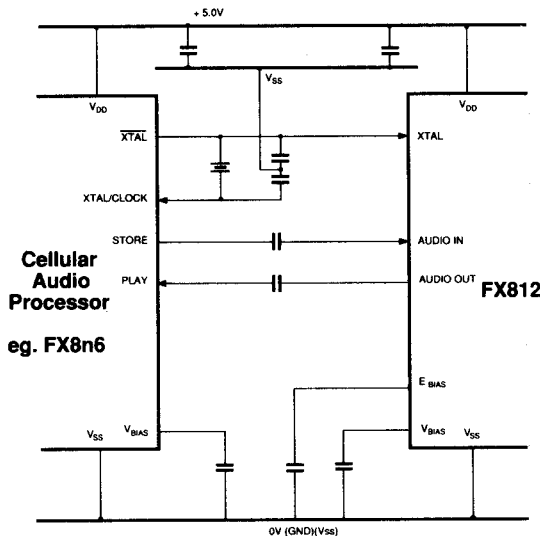 + 5.0V
VSS
VDD
VDD
XTAL
XTAL
XTAL/CLOCK
STORE
AUDIO IN
Cellular
Audio
Processor
PLAY
AUDIO OUT
FX812
eg. FX8n6
E BIAS
VSS
VBIAS
VBIAS
VSS
0V (GND)(Vss)